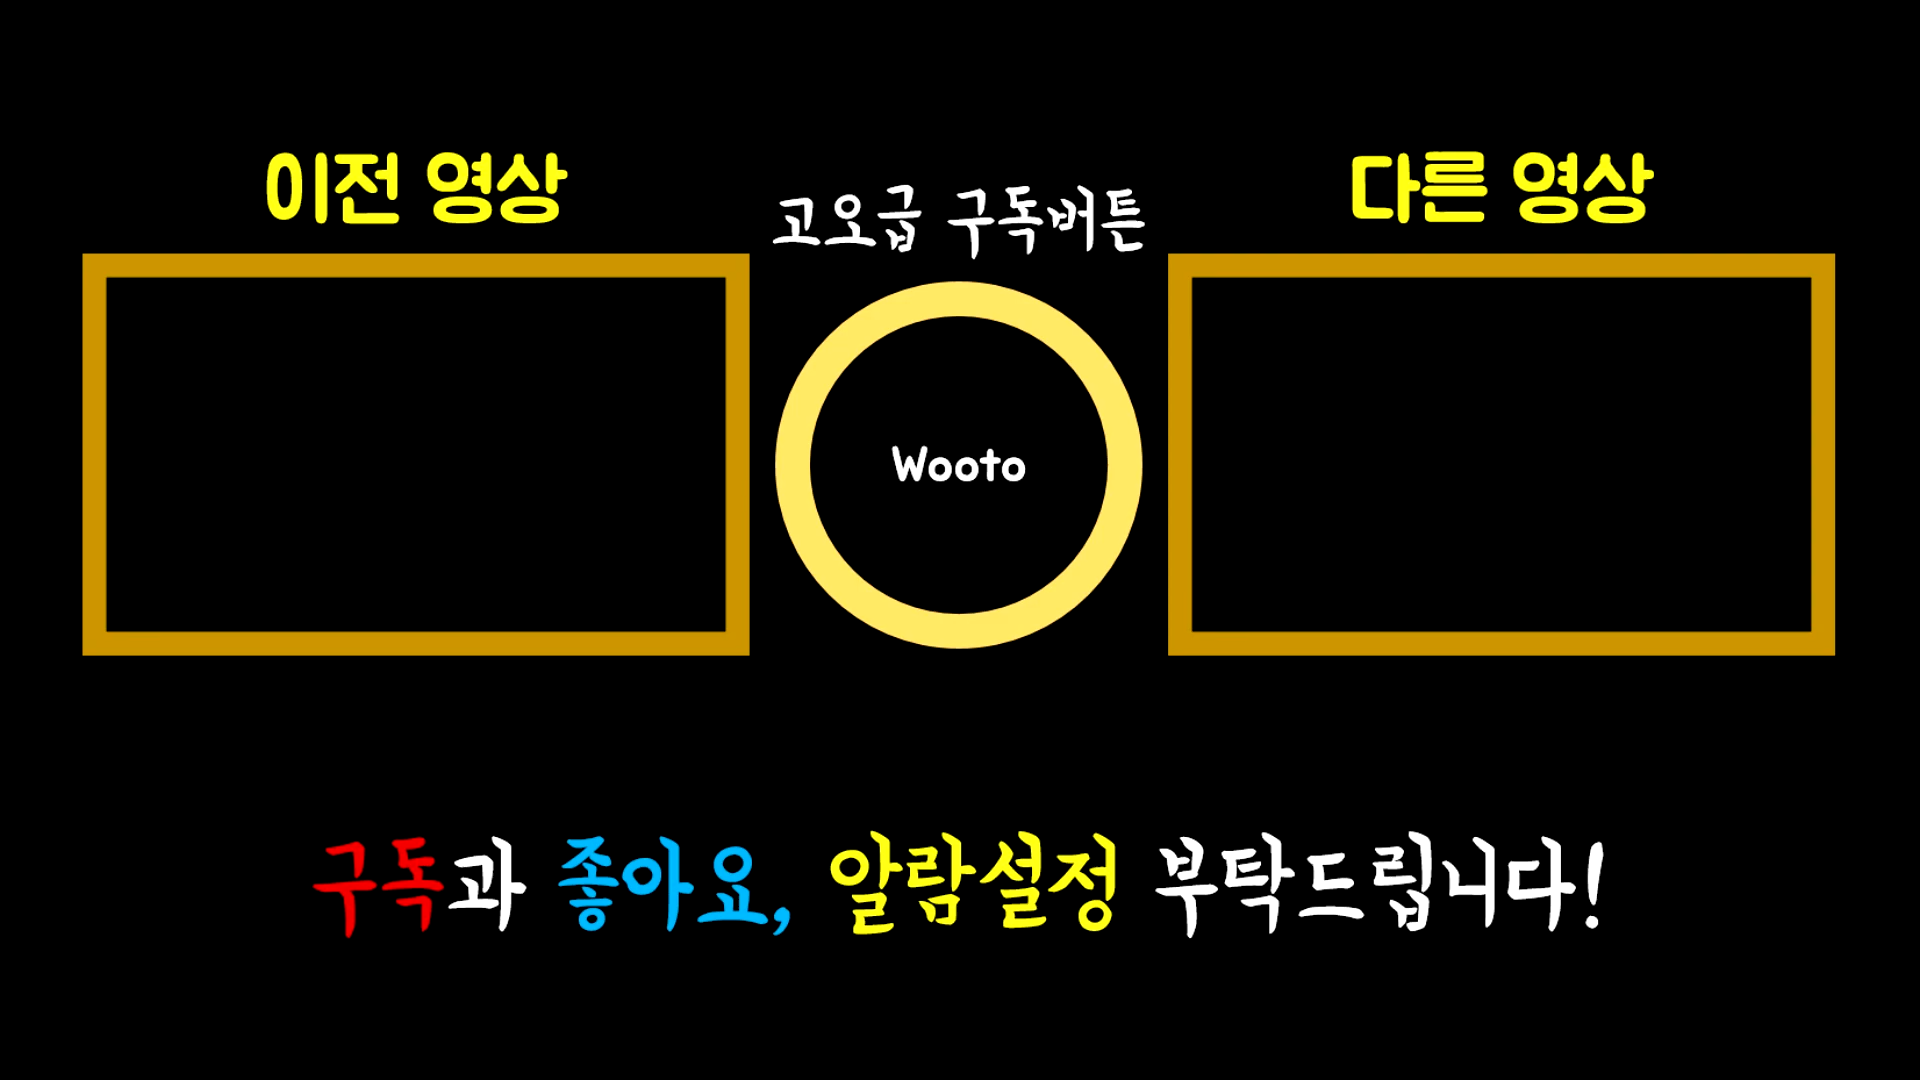 이전 영상
고오급 구독버튼
다른 영상
Wooto
구독과 좋아요, 알람설정 부탁드립니다!